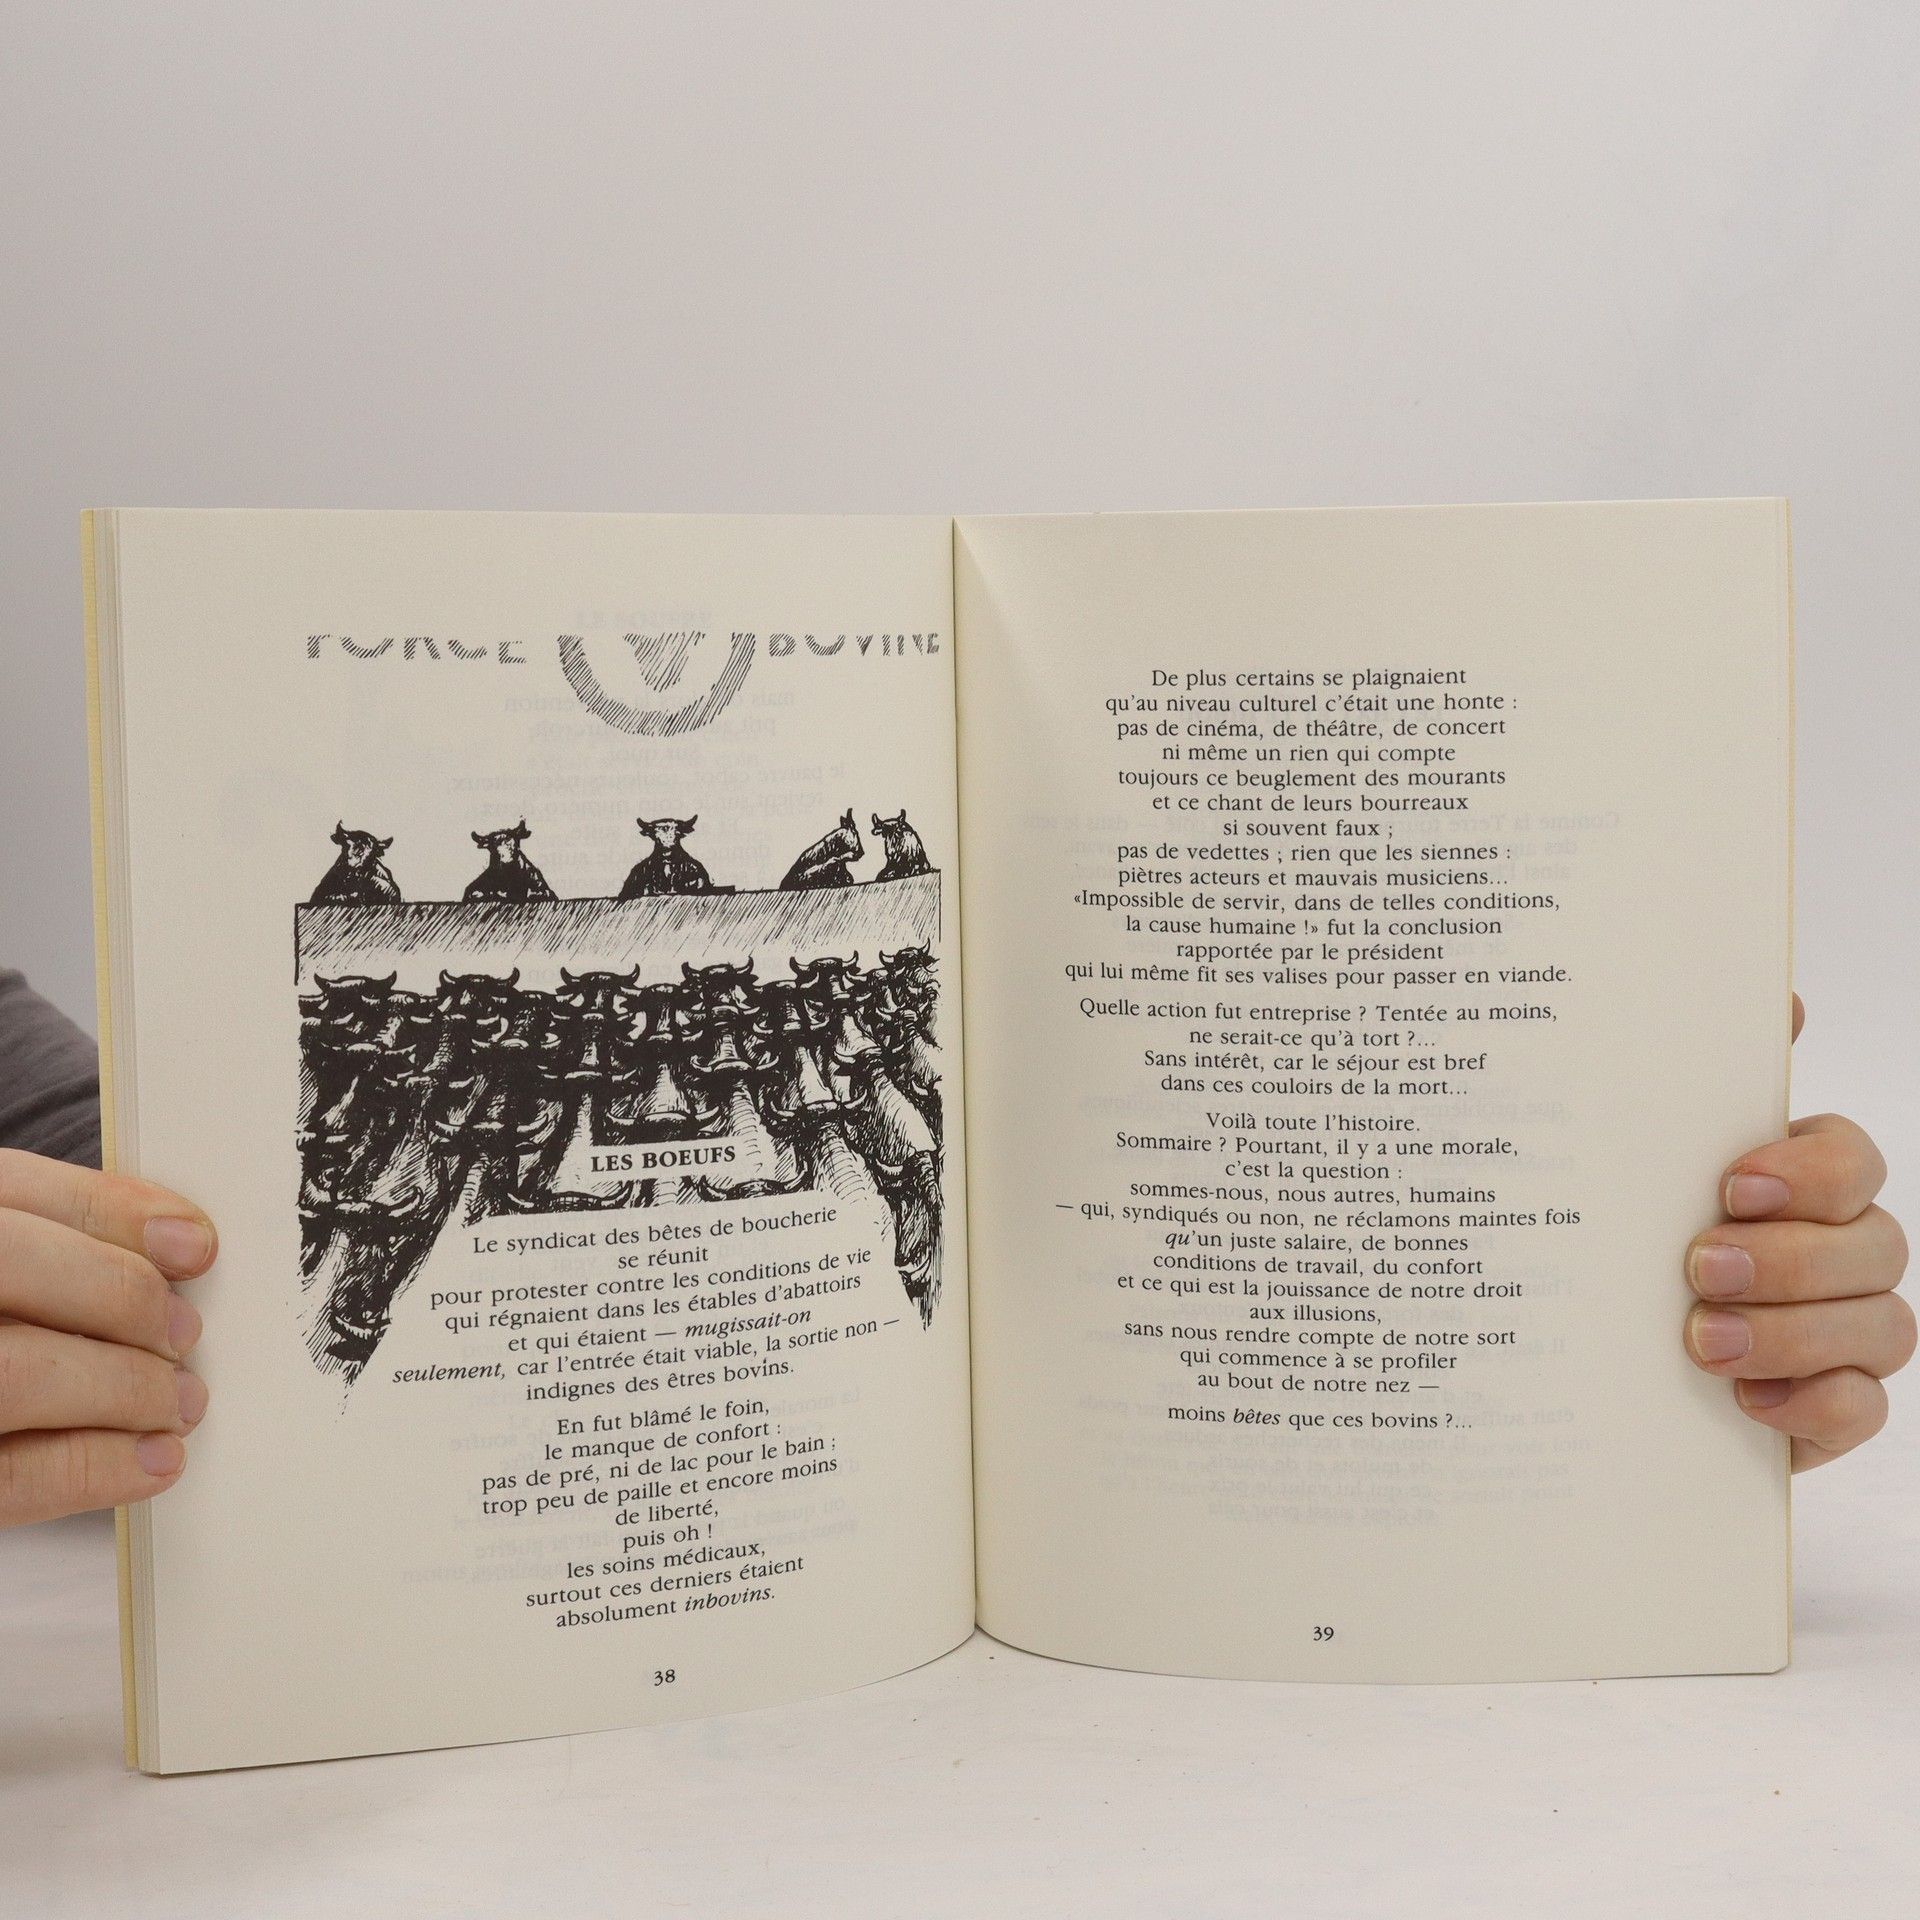 FORCE BOVINE
LES BOEUFS
Le syndicat des bêtes de boucherie
se réunit
pour protester contre les conditions de vie
qui régnaient dans les étables d'abattoirs
et qui étaient — mugissait-on
seulement, car l'entrée était viable, la sortie non —
indignes des êtres bovins.
En fut blâmé le foin,
le manque de confort :
pas de pré, ni de lac pour le bain ;
trop peu de paille et encore moins
de liberté,
puis oh !
les soins médicaux,
surtout ces derniers étaient
absolument inbovins.
38
De plus certains se plaignaient
qu'au niveau culturel c'était une honte :
pas de cinéma, de théâtre, de concert
ni même un rien qui compte
toujours ce beuglement des mourants
et ce chant de leurs bourreaux
si souvent faux ;
pas de vedettes ; rien que les siennes :
piètres acteurs et mauvais musiciens...
«Impossible de servir, dans de telles conditions,
la cause humaine !» fut la conclusion
rapportée par le président
qui lui même fit ses valises pour passer en viande.
Quelle action fut entreprise ? Tentée au moins,
ne serait-ce qu'à tort ?...
Sans intérêt, car le séjour est bref
dans ces couloirs de la mort...
Voilà toute l'histoire.
Sommaire ? Pourtant, il y a une morale,
c'est la question :
sommes-nous, nous autres, humains
— qui, syndiqués ou non, ne réclamons maintes fois
qu'un juste salaire, de bonnes
conditions de travail, du confort
et ce qui est la jouissance de notre droit
aux illusions,
sans nous rendre compte de notre sort
qui commence à se profiler
au bout de notre nez —
moins bêtes que ces bovins ?...
39